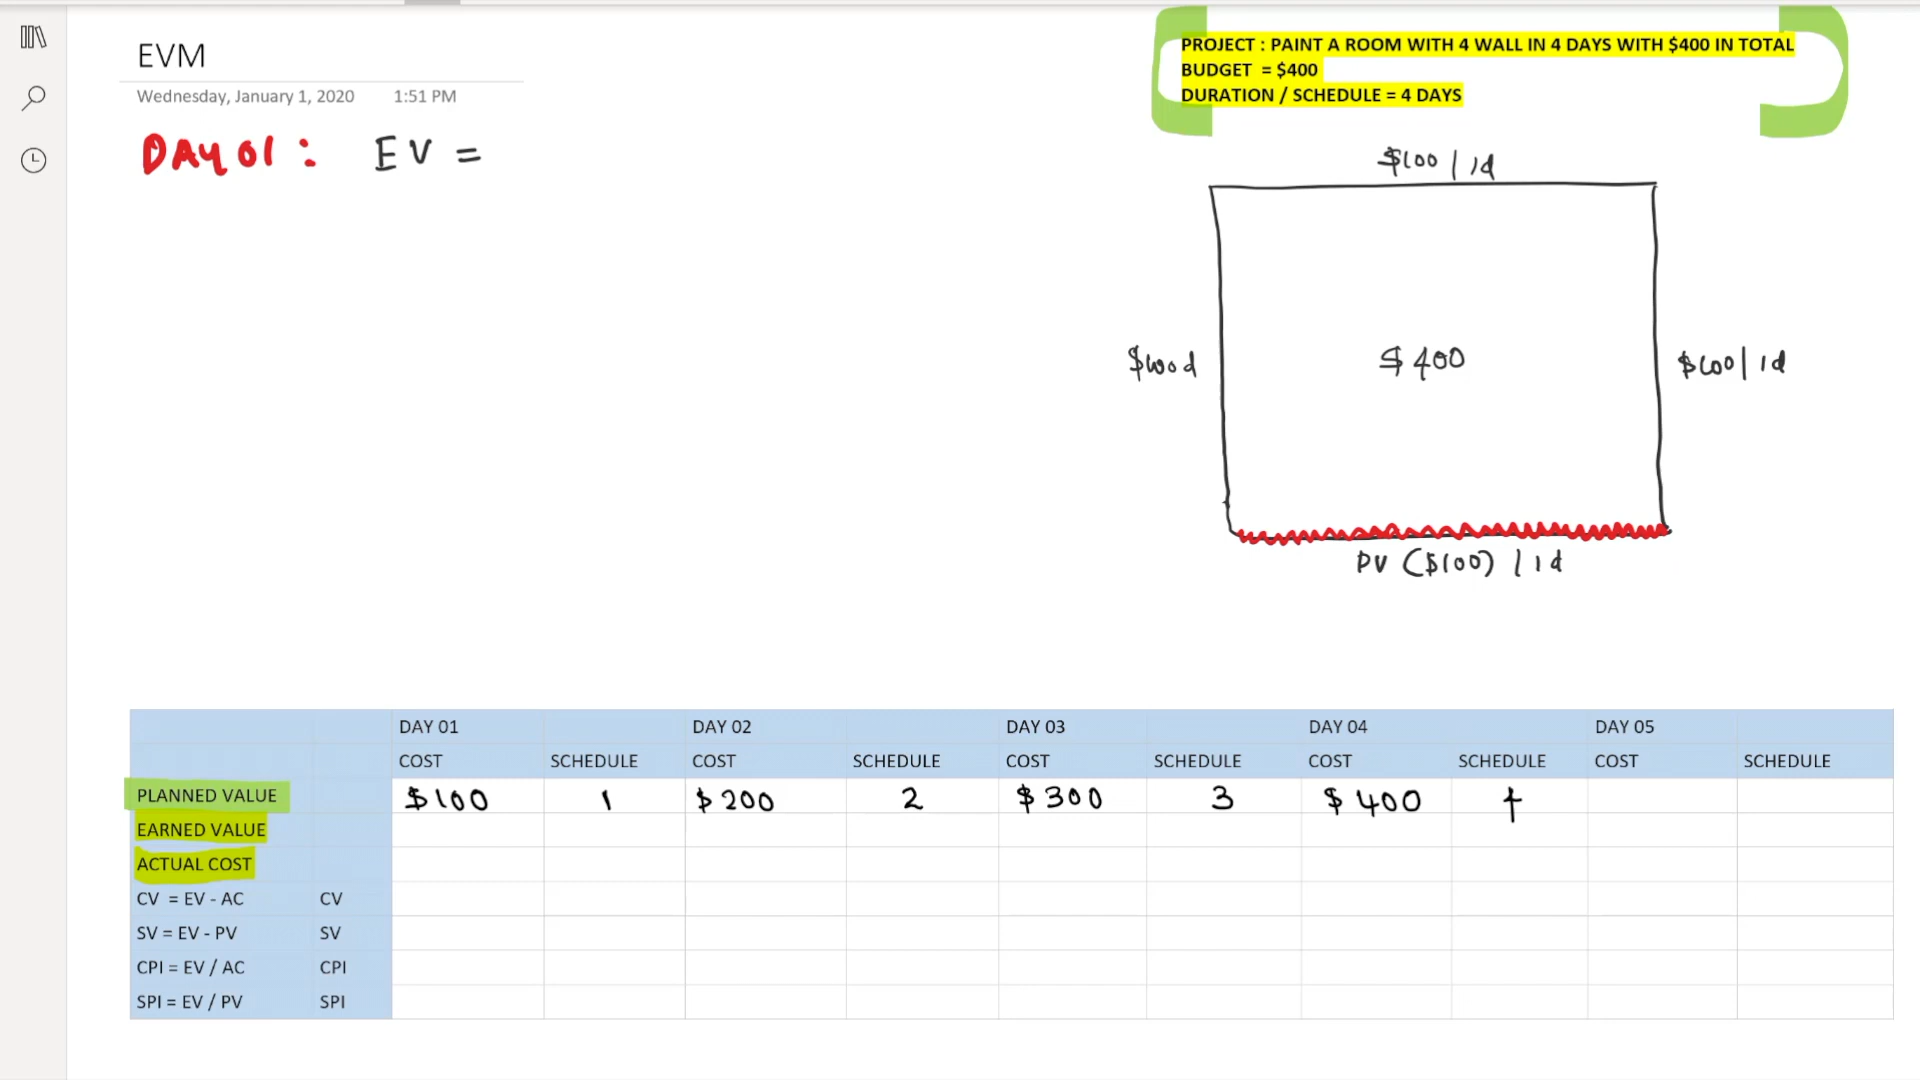 EVM
Wednesday, January 1, 2020 1:51 PM
DAY 01 : EV =
PROJECT : PAINT A ROOM WITH 4 WALL IN 4 DAYS WITH $400 IN TOTAL
BUDGET = $400
DURATION / SCHEDULE = 4 DAYS
$100 / 1d
$100 d
$400
$100 / 1d
PV ($100) / 1d
DAY 01 DAY 02 DAY 03 DAY 04 DAY 05
COST SCHEDULE COST SCHEDULE COST SCHEDULE COST SCHEDULE COST SCHEDULE
PLANNED VALUE $100 1 $200 2 $300 3 $400 4
EARNED VALUE
ACTUAL COST
CV = EV - AC CV
SV = EV - PV SV
CPI = EV / AC CPI
SPI = EV / PV SPI